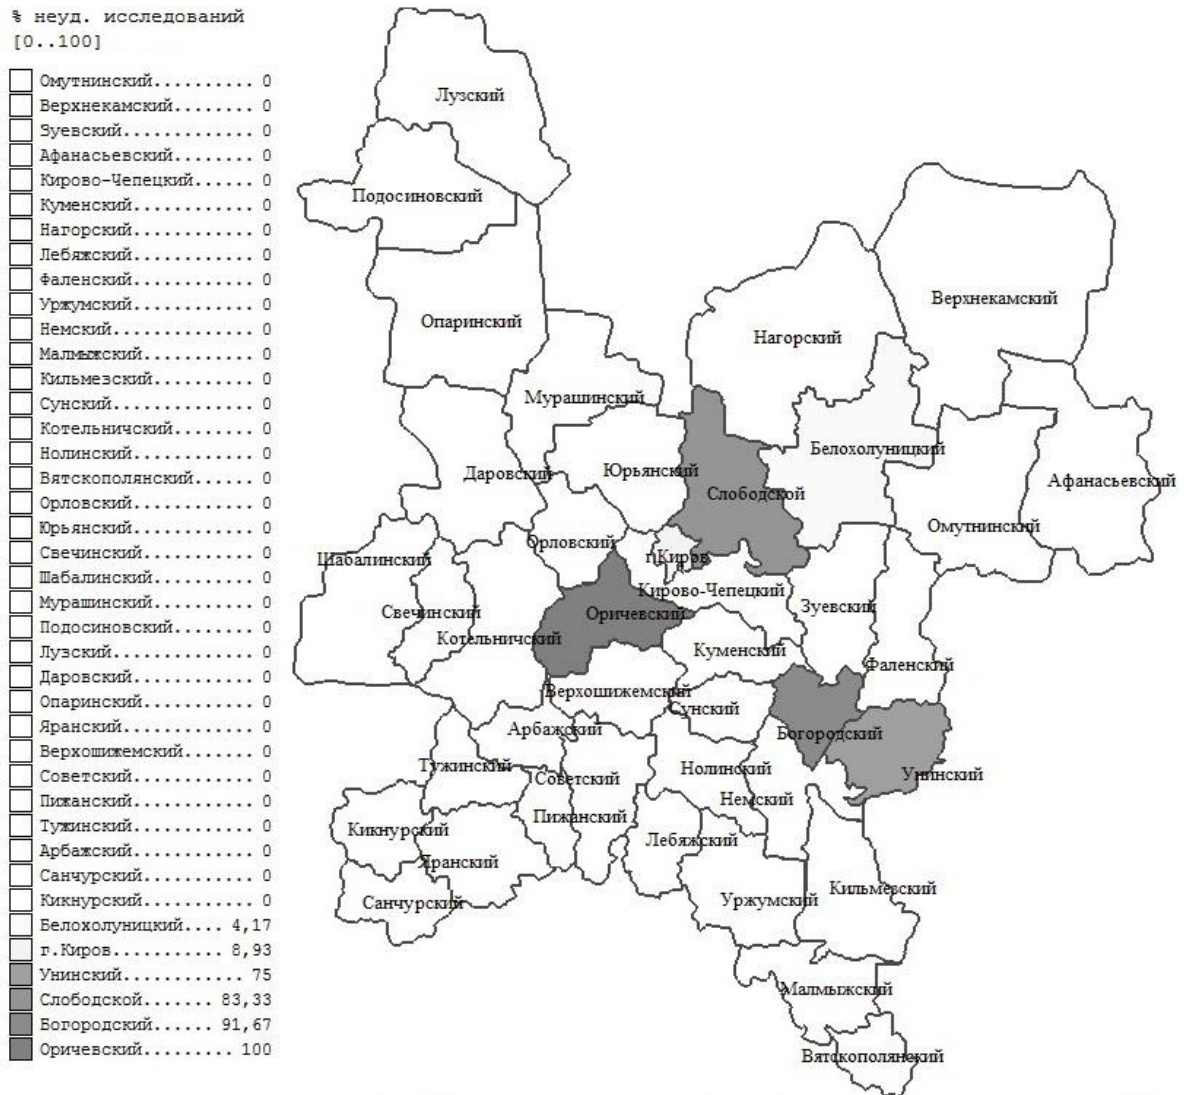 % неуд. исследований
[0..100]
Омутнинский.......... 0
Верхнекамский........ 0
Зуевский............. 0
Афанасьевский........ 0
Кирово-Чепецкий...... 0
Куменский............ 0
Нагорский............ 0
Лебяжский............ 0
Фаленский............ 0
Уржумский............ 0
Немский.............. 0
Малмыжский........... 0
Кильмезский.......... 0
Сунский.............. 0
Котельничский........ 0
Нолинский............ 0
Вятскополянский...... 0
Орловский............ 0
Юрьянский............ 0
Свечинский........... 0
Шабалинский.......... 0
Мурашинский.......... 0
Подосиновский........ 0
Лузский.............. 0
Даровский............ 0
Опаринский........... 0
Яранский............. 0
Верхошижемский....... 0
Советский............ 0
Пижанский............ 0
Тужинский............ 0
Арбажский............ 0
Санчурский........... 0
Кикнурский........... 0
Белохолуницкий.... 4,17
г.Киров........... 8,93
Унинский............ 75
Слободской....... 83,33
Богородский...... 91,67
Оричевский......... 100
Лузский
Подосиновский
Верхнекамский
Опаринский
Нагорский
Мурашинский
Белохолуницкий
Юрьянский
Даровский
Афанасьевский
Слободской
Омутнинский
Орловский
г.Киров
Шабалинский
Кирово-Чепецкий
Зуевский
Свечинский
Оричевский
Котельничский
Куменский
Фаленский
Верхошижемский
Сунский
Арбажский
Богородский
Тужинский
Советский
Нолинский
Унинский
Немский
Пижанский
Кикнурский
Лебяжский
Яранский
Кильмезский
Санчурский
Уржумский
Малмыжский
Вятскополянский